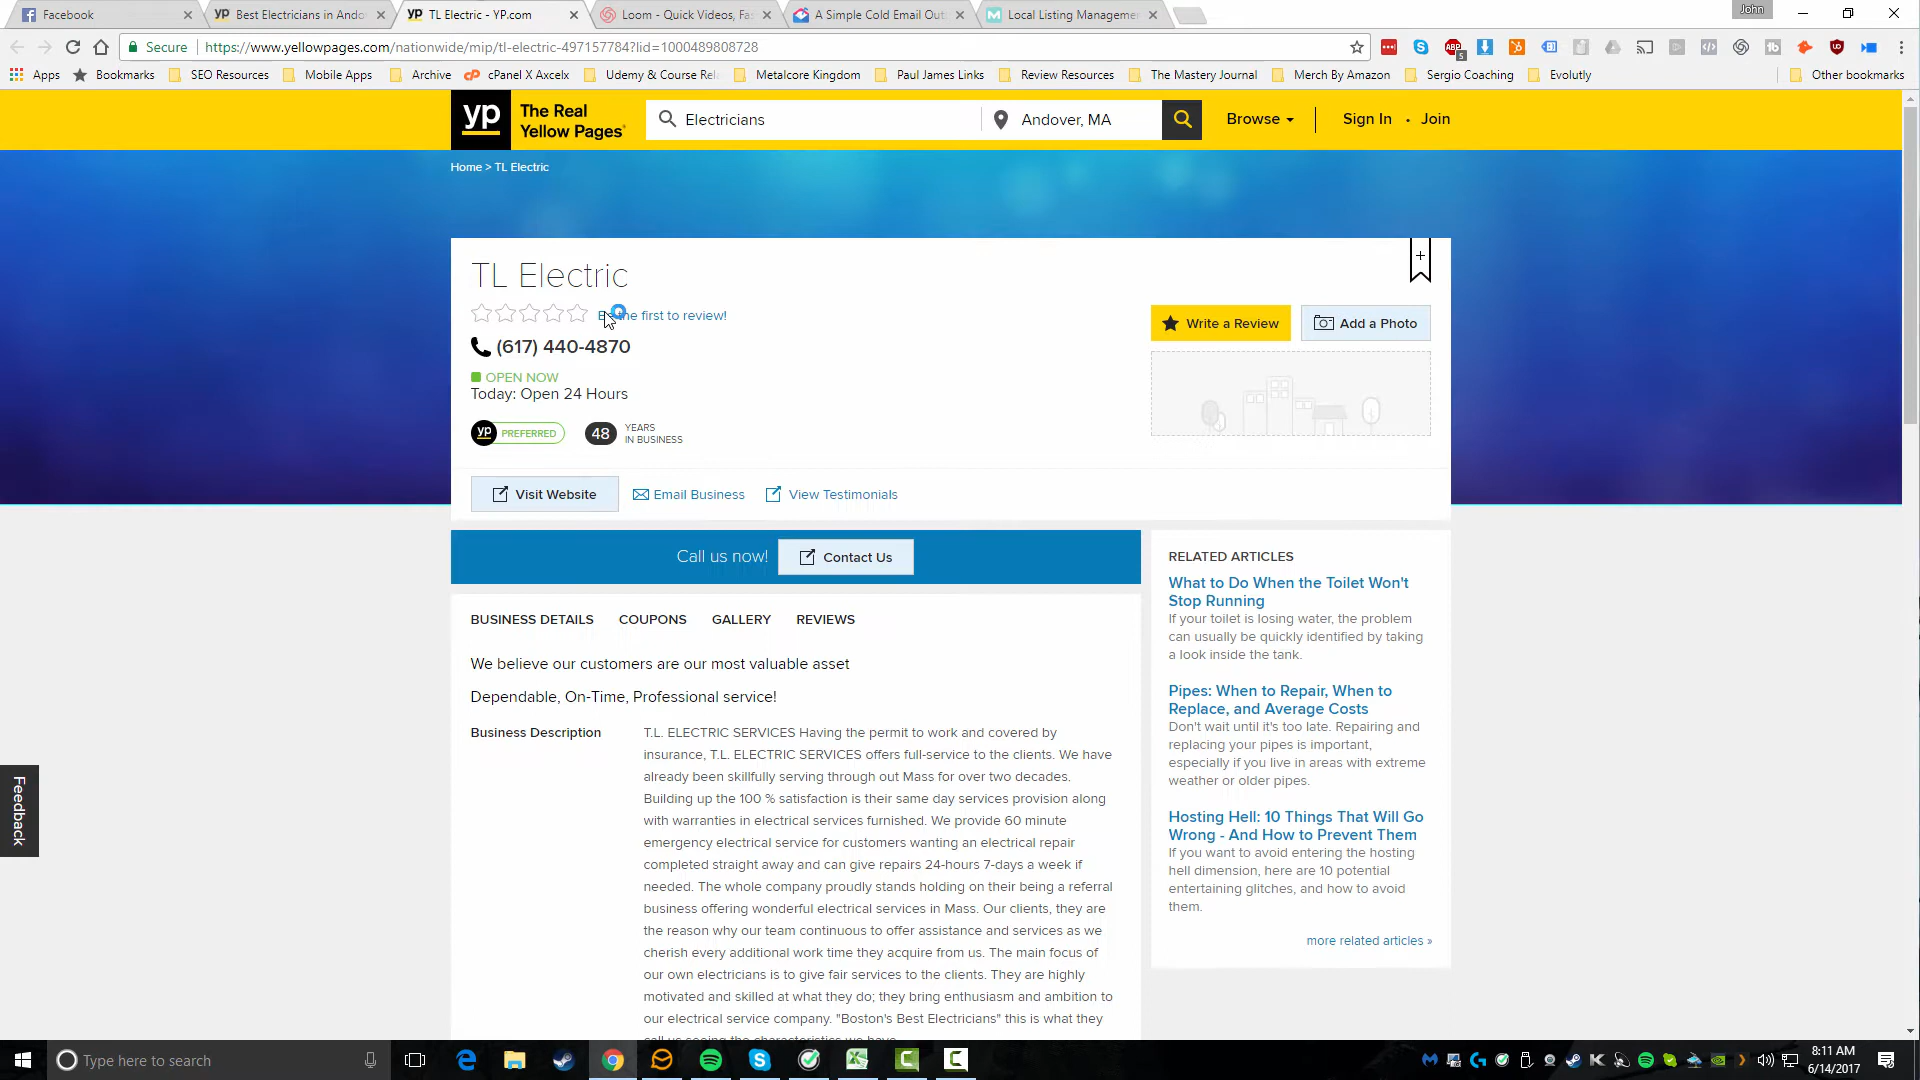 Facebook
Best Electricians in Ando
TL Electric - YP.com
Loom - Quick Videos, Fas
A Simple Cold Email Out
Local Listing Manageme
John
Secure
https://www.yellowpages.com/nationwide/mip/tl-electric-497157784?lid=1000489808728
ABP
5
Apps
Bookmarks
SEO Resources
Mobile Apps
Archive
cPanel X Axcelx
Udemy & Course Rele
Metalcore Kingdom
Paul James Links
Review Resources
The Mastery Journal
Merch By Amazon
Sergio Coaching
Evolutly
Other bookmarks
yp
The Real
Yellow Pages
Electricians
Andover, MA
Browse
Sign In
Join
Home > TL Electric
TL Electric
the first to review!
(617) 440-4870
OPEN NOW
Today: Open 24 Hours
yp PREFERRED
48 YEARS
IN BUSINESS
Write a Review
Add a Photo
Visit Website
Email Business
View Testimonials
Call us now!
Contact Us
BUSINESS DETAILS
COUPONS
GALLERY
REVIEWS
We believe our customers are our most valuable asset
Dependable, On-Time, Professional service!
Business Description
T.L. ELECTRIC SERVICES Having the permit to work and covered by
insurance, T.L. ELECTRIC SERVICES offers full-service to the clients. We have
already been skillfully serving through out Mass for over two decades.
Building up the 100 % satisfaction is their same day services provision along
with warranties in electrical services furnished. We provide 60 minute
emergency electrical service for customers wanting an electrical repair
completed straight away and can give repairs 24-hours 7-days a week if
needed. The whole company proudly stands holding on their being a referral
business offering wonderful electrical services in Mass. Our clients, they are
the reason why our team continuous to offer assistance and services as we
cherish every additional work time they acquire from us. The main focus of
our own electricians is to give fair services to the clients. They are highly
motivated and skilled at what they do; they bring enthusiasm and ambition to
our electrical service company. "Boston's Best Electricians" this is what they
RELATED ARTICLES
What to Do When the Toilet Won't
Stop Running
If your toilet is losing water, the problem
can usually be quickly identified by taking
a look inside the tank.
Pipes: When to Repair, When to
Replace, and Average Costs
Don't wait until it's too late. Repairing and
replacing your pipes is important,
especially if you live in areas with extreme
weather or older pipes.
Hosting Hell: 10 Things That Will Go
Wrong - And How to Prevent Them
If you want to avoid entering the hosting
hell dimension, here are 10 potential
entertaining glitches, and how to avoid
them.
more related articles »
Feedback
Type here to search
8:11 AM
6/14/2017